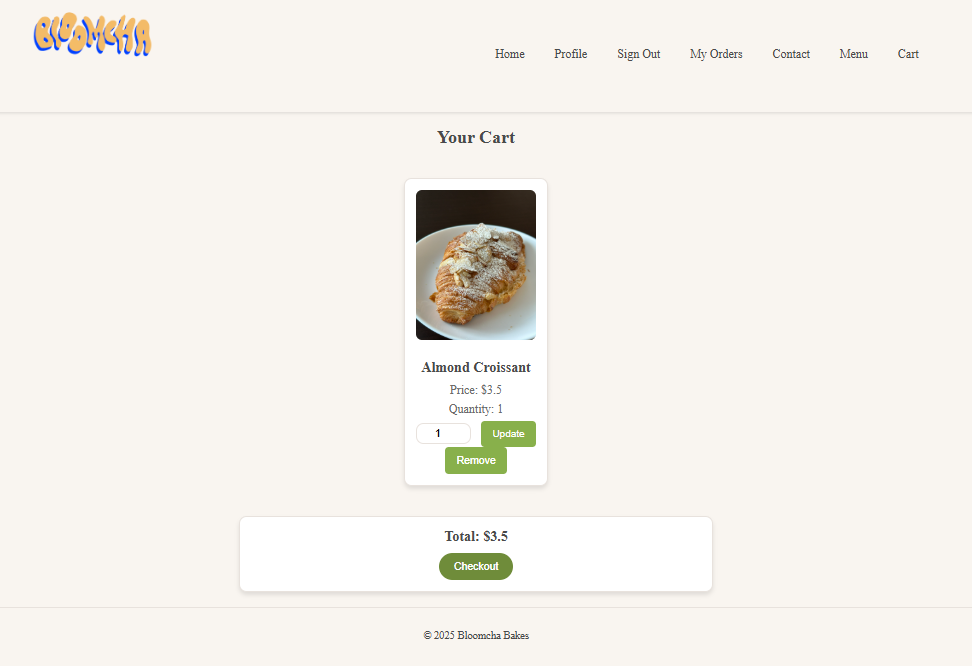 BLOOMCHA
Home Profile Sign Out My Orders Contact Menu Cart
Your Cart
Almond Croissant
Price: $3.5
Quantity: 1
1 Update
Remove
Total: $3.5
Checkout
© 2025 Bloomcha Bakes